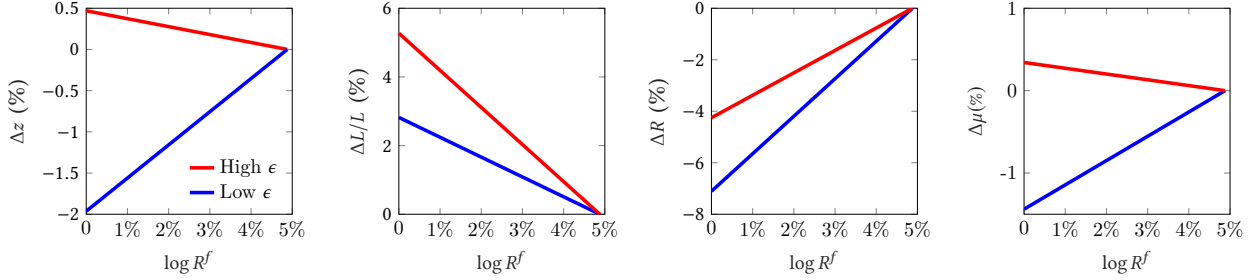 0.5
0
−0.5
−1
−1.5
−2
Δz (%)
High ϵ
Low ϵ
0 1% 2% 3% 4% 5%
log R^f
6
4
2
0
ΔL/L (%)
0 1% 2% 3% 4% 5%
log R^f
0
−2
−4
−6
−8
ΔR (%)
0 1% 2% 3% 4% 5%
log R^f
1
0
-1
Δμ(%)
0 1% 2% 3% 4% 5%
log R^f